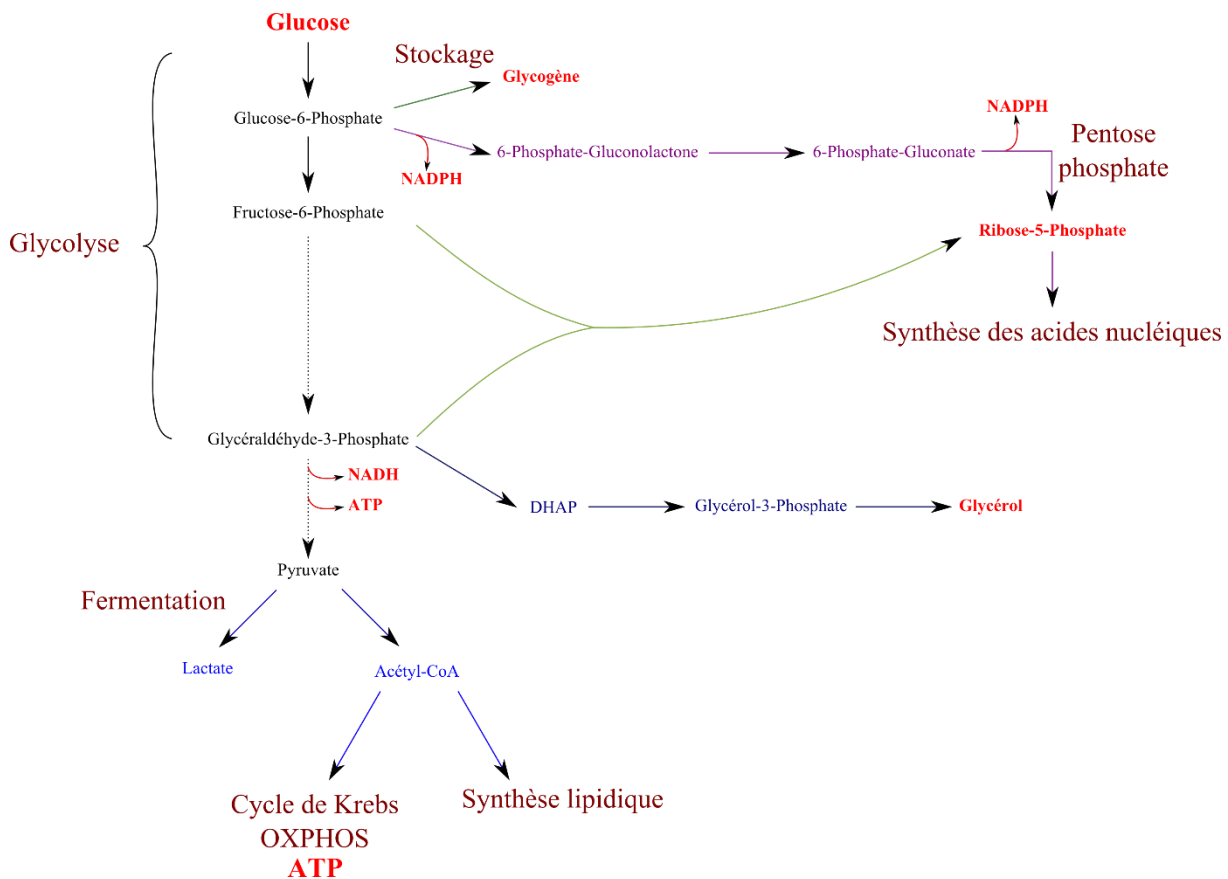 Glucose
Stockage
Glycogène
Glucose-6-Phosphate
NADPH
Pentose
phosphate
6-Phosphate-Gluconolactone
6-Phosphate-Gluconate
NADPH
Fructose-6-Phosphate
Glycolyse
Ribose-5-Phosphate
Synthèse des acides nucléiques
Glycéraldéhyde-3-Phosphate
NADH
ATP
DHAP
Glycérol-3-Phosphate
Glycérol
Pyruvate
Fermentation
Lactate
Acétyl-CoA
Cycle de Krebs
OXPHOS
ATP
Synthèse lipidique